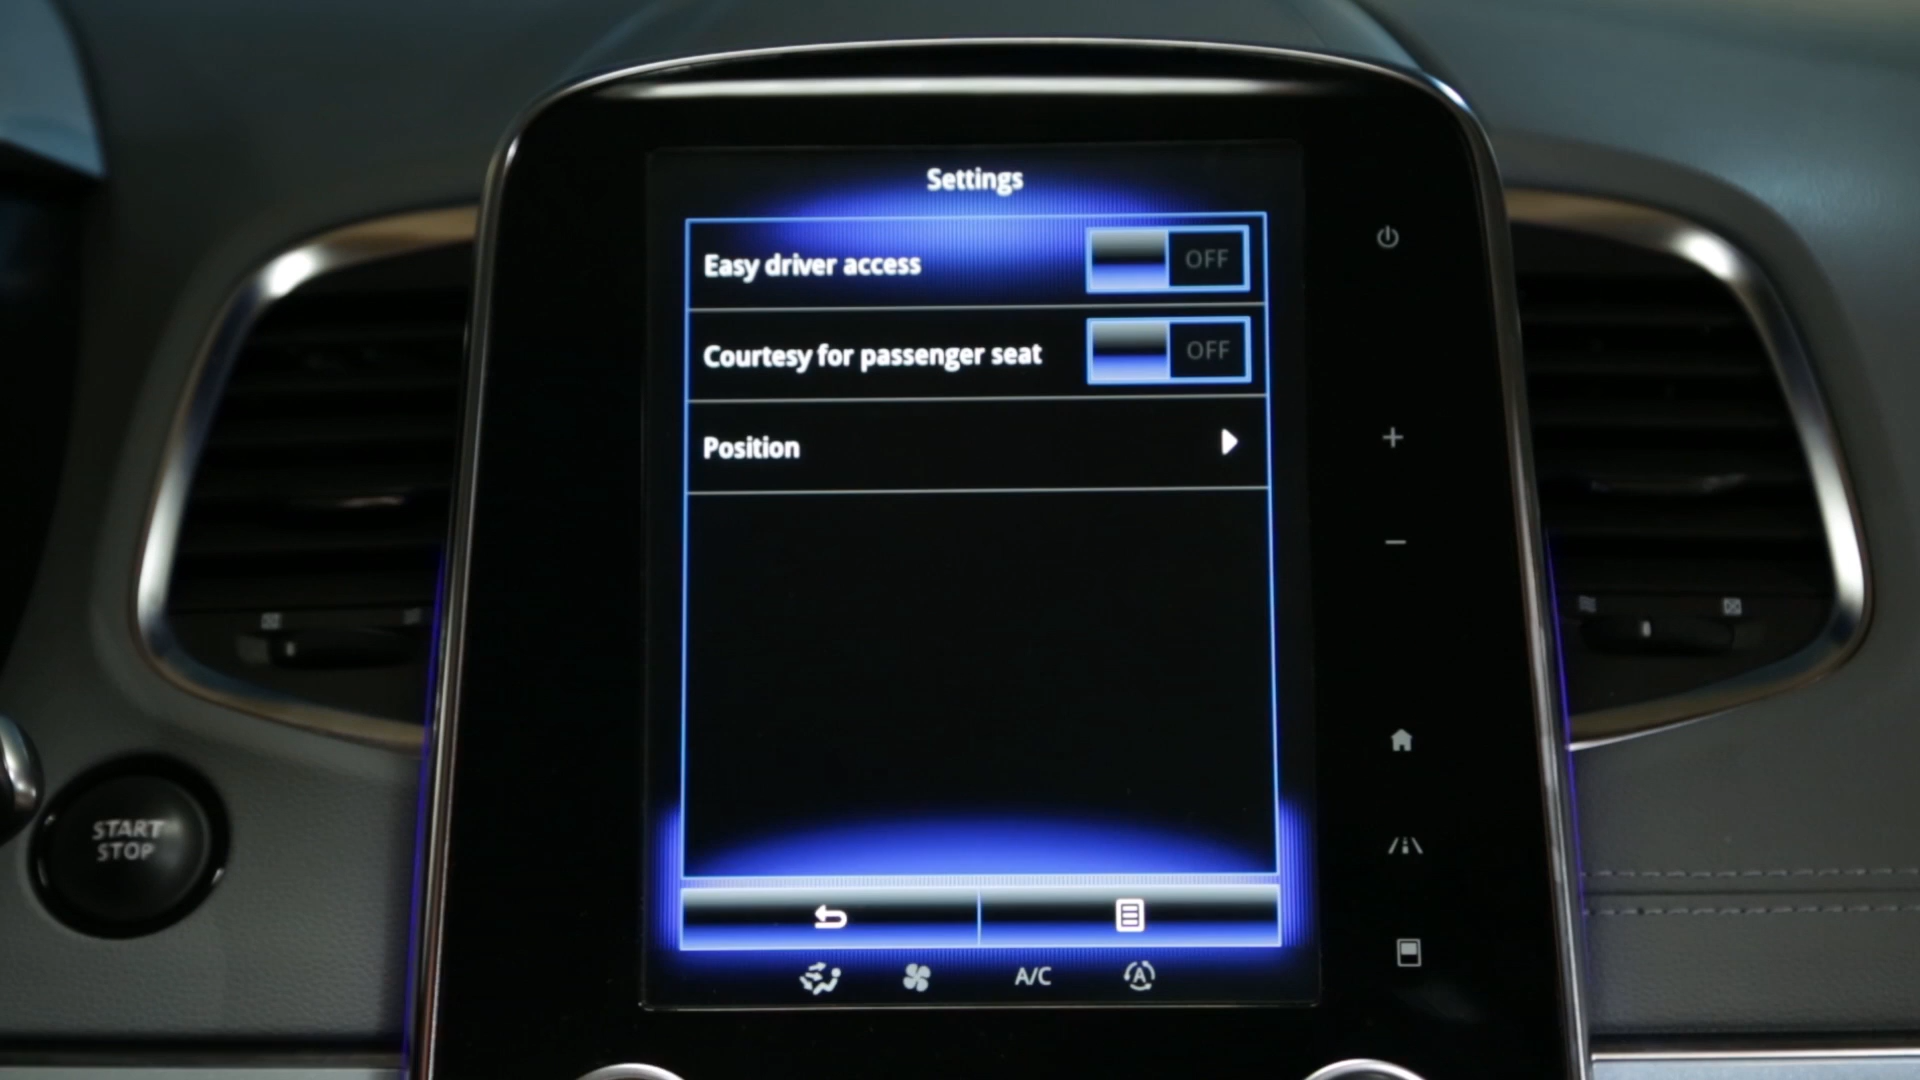 Settings
Easy driver access OFF
Courtesy for passenger seat OFF
Position
START
STOP
A/C
A